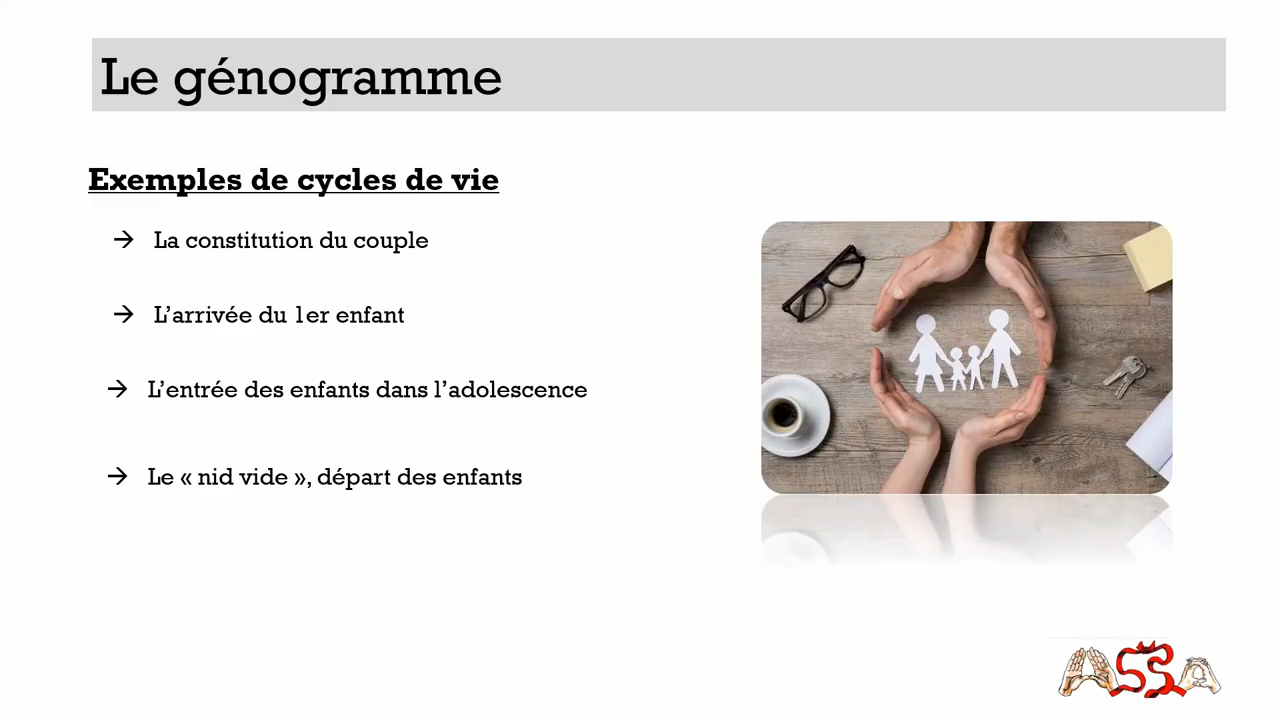 Le génogramme
Exemples de cycles de vie
→ La constitution du couple
→ L’arrivée du 1er enfant
→ L’entrée des enfants dans l’adolescence
→ Le « nid vide », départ des enfants
ASSA